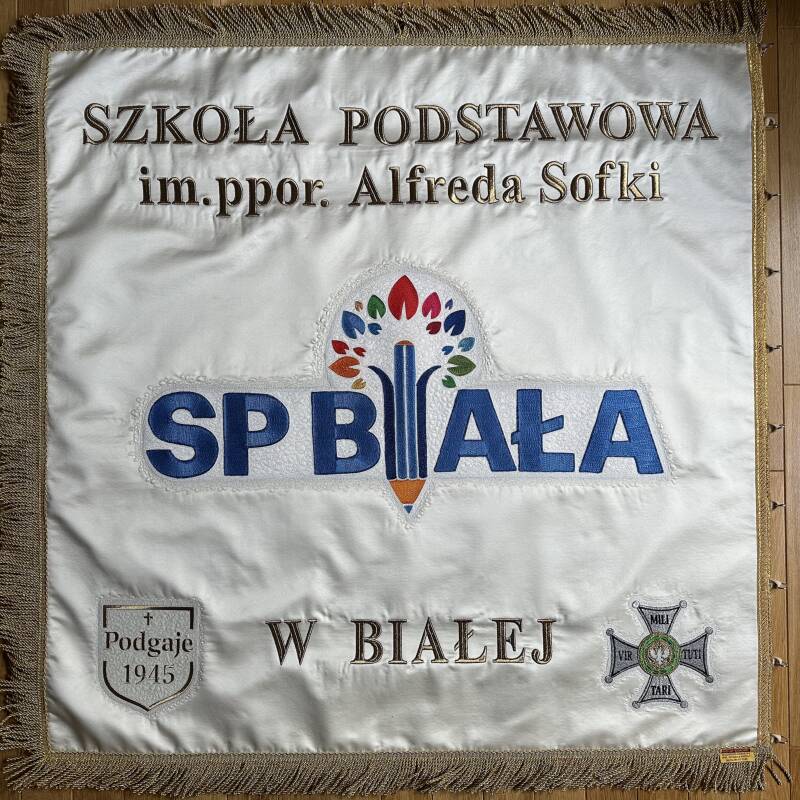 SZKOŁA PODSTAWOWA
im.ppor. Alfreda Sofki
SP BIAŁA
W BIAŁEJ
Podgaje
1945
MILI
VIR TUTI
TARI